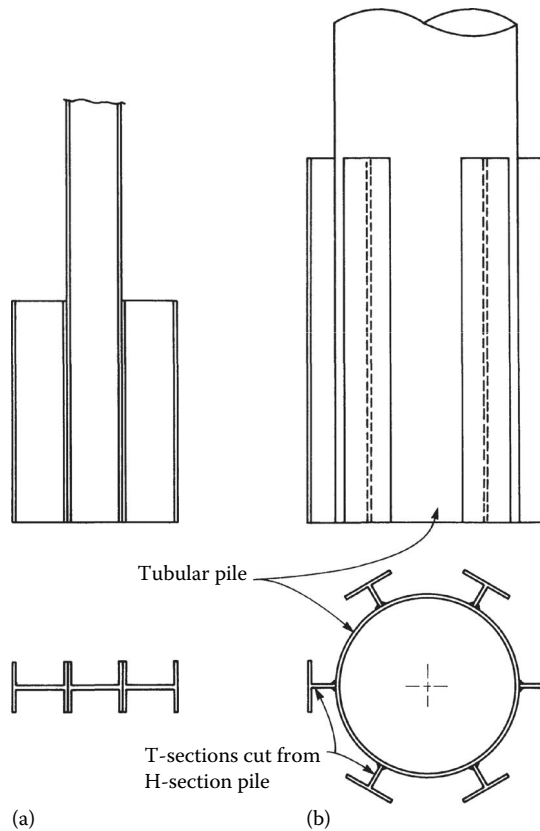 Tubular pile
T-sections cut from
H-section pile
(a)
(b)